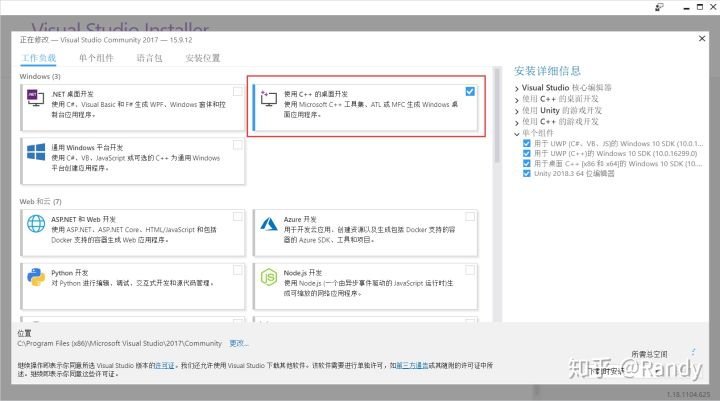 Visual Studio Installer
正在修改 — Visual Studio Community 2017 — 15.9.12
工作负载 单个组件 语言包 安装位置
Windows (3)
.NET 桌面开发
使用 C#、Visual Basic 和 F# 生成 WPF、Windows 窗体和控
制台应用程序。
使用 C++ 的桌面开发
使用 Microsoft C++ 工具集、ATL 或 MFC 生成 Windows 桌
面应用程序。
通用 Windows 平台开发
使用 C#、VB、JavaScript 或可选的 C++ 为通用 Windows
平台创建应用程序。
Web 和云 (7)
ASP.NET 和 Web 开发
使用 ASP.NET、ASP.NET Core、HTML/JavaScript 和包括
Docker 支持的容器生成 Web 应用程序。
Azure 开发
用于开发云应用、创建资源以及生成包括 Docker 支持的容
器的 Azure SDK、工具和项目。
Python 开发
对 Python 进行编辑、调试、交互式开发和源代码管理。
Node.js 开发
使用 Node.js (一个由异步事件驱动的 JavaScript 运行时)生
成可缩放的网络应用程序。
安装详细信息
Visual Studio 核心编辑器
使用 C++ 的桌面开发
使用 Unity 的游戏开发
使用 C++ 的游戏开发
单个组件
用于 UWP (C#、VB、JS)的 Windows 10 SDK (10.0.1...
用于 UWP (C++)的 Windows 10 SDK (10.0.16299.0)
用于桌面 C++ [x86 和 x64]的 Windows 10 SDK (10....
Unity 2018.3 64 位编辑器
位置
C:\Program Files (x86)\Microsoft Visual Studio\2017\Community 更改...
继续操作即表示你同意所选 Visual Studio 版本的许可证。我们还允许使用 Visual Studio 下载其他软件。该软件需要进行单独许可，如第三方通告或其随附的许可证中所
述。继续即表示你同意这些许可证。
所需总空间
知乎 @Randy
1.18.1104.625